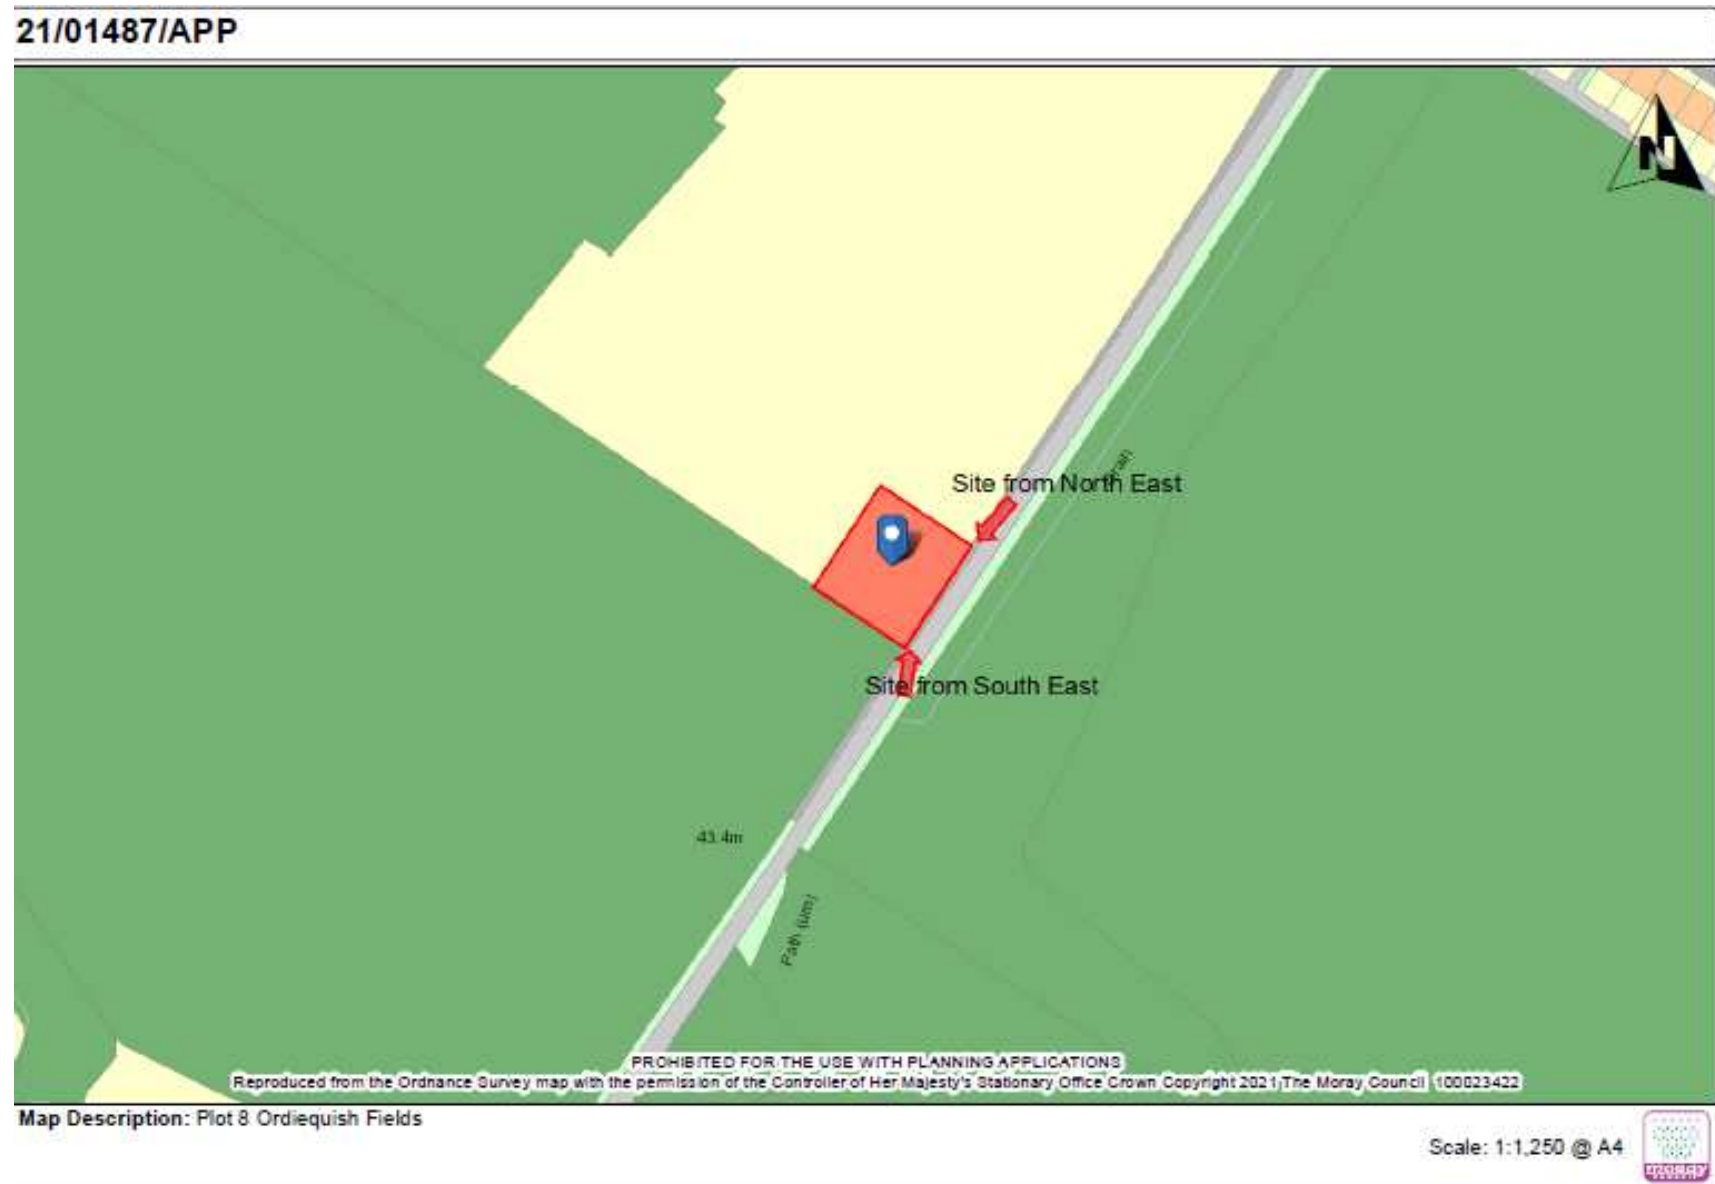 21/01487/APP
N
Site from North East
Site from South East
43.4m
Path (um)
PROHIBITED FOR THE USE WITH PLANNING APPLICATIONS
Reproduced from the Ordnance Survey map with the permission of the Controller of Her Majesty's Stationary Office Crown Copyright 2021 The Moray Council 100023422
Map Description: Plot 8 Ordiequish Fields
Scale: 1:1,250 @ A4
moray